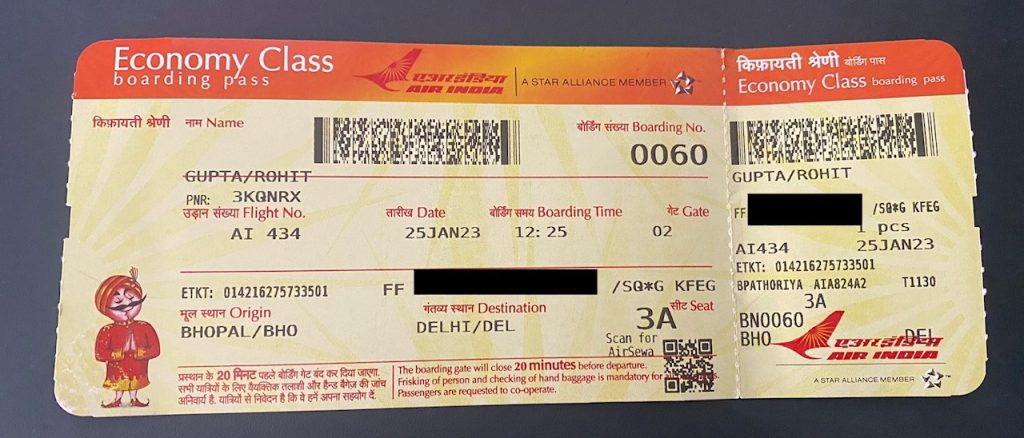 Economy Class
boarding pass
एअर इंडिया
AIR INDIA
A STAR ALLIANCE MEMBER
किफ़ायती श्रेणी
नाम Name
बोर्डिंग संख्या Boarding No.
0060
GUPTA/ROHIT
PNR: 3KQNRX
उड़ान संख्या Flight No.
तारीख Date
बोर्डिंग समय Boarding Time
गेट Gate
AI 434
25JAN23
12:25
02
ETKT: 014216275733501
FF
/SQ*G KFEG
मूल स्थान Origin
गंतव्य स्थान Destination
3A
सीट Seat
BHOPAL/BHO
DELHI/DEL
Scan for
AirSewa
प्रस्थान के 20 मिनट पहले बोर्डिंग गेट बंद कर दिया जाएगा.
सभी यात्रियों के लिए वैयक्तिक तलाशी और हैन्ड बैगेज की जांच
अनिवार्य है. यात्रियों से निवेदन है कि वे हमें अपना सहयोग दें.
The boarding gate will close 20 minutes before departure.
Frisking of person and checking of hand baggage is mandatory for
Passengers are requested to co-operate.
किफ़ायती श्रेणी बोर्डिंग पास
Economy Class boarding pass
GUPTA/ROHIT
FF
/SQ*G KFEG
1 pcs
AI434
25JAN23
ETKT: 014216275733501
BPATHORIYA AIA824A2
T1130
3A
BN0060
BHO
DEL
एअर इंडिया
AIR INDIA
A STAR ALLIANCE MEMBER